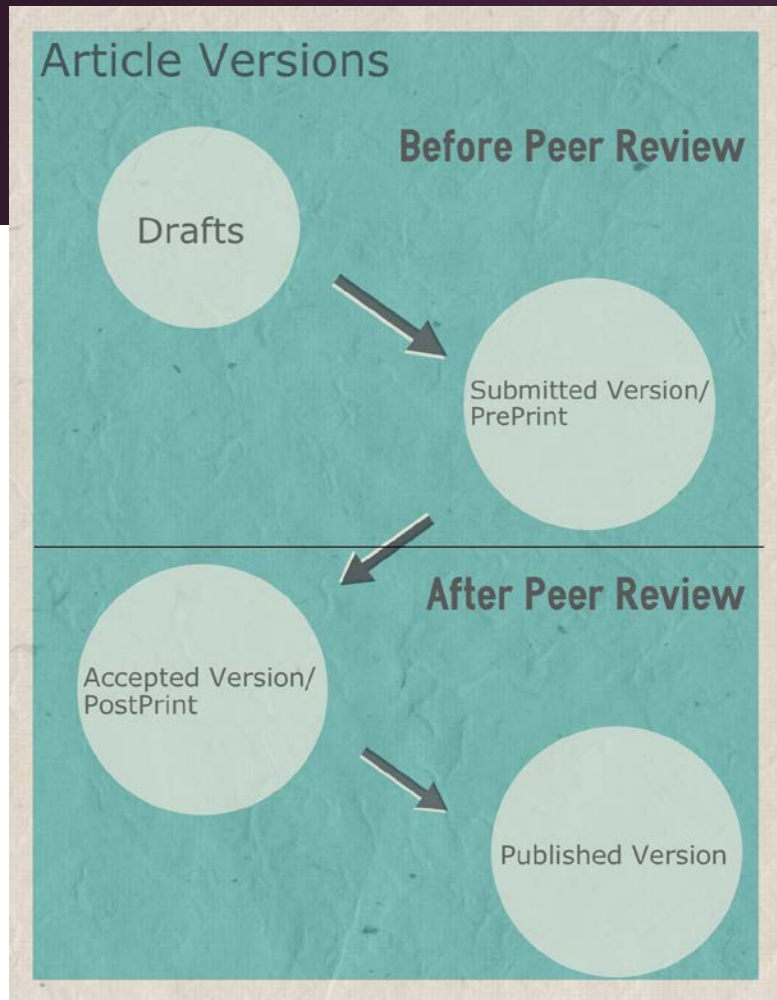 Article Versions
Before Peer Review
Drafts
Submitted Version/
PrePrint
After Peer Review
Accepted Version/
PostPrint
Published Version